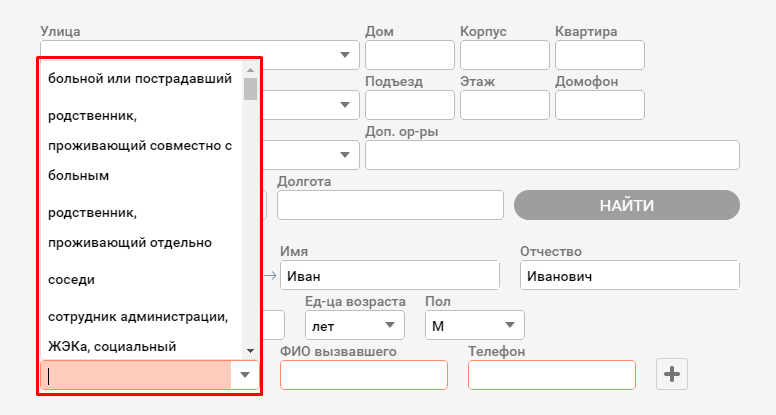 Улица
Дом
Корпус
Квартира
больной или пострадавший
Подъезд
Этаж
Домофон
родственник,
проживающий совместно с
больным
Доп. ор-ры
Долгота
НАЙТИ
родственник,
проживающий отдельно
Имя
Отчество
соседи
Иван
Иванович
Ед-ца возраста
Пол
сотрудник администрации,
ЖЭКа, социальный
лет
М
ФИО вызвавшего
Телефон